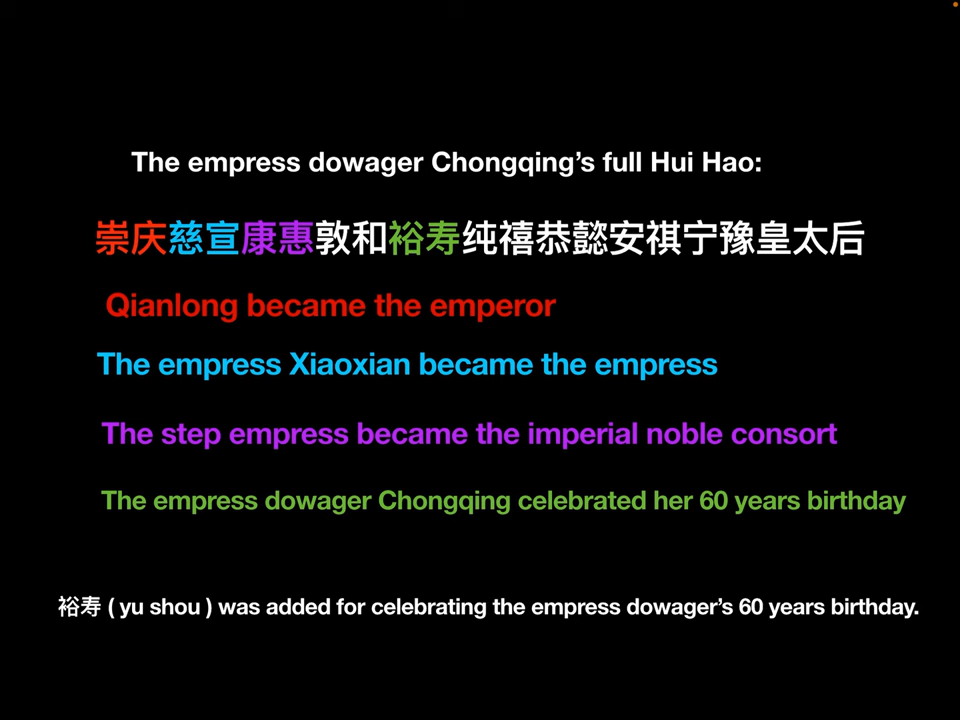 The empress dowager Chongqing’s full Hui Hao:
崇庆慈宣康惠敦和裕寿纯禧恭懿安祺宁豫皇太后
Qianlong became the emperor
The empress Xiaoxian became the empress
The step empress became the imperial noble consort
The empress dowager Chongqing celebrated her 60 years birthday
裕寿 ( yu shou ) was added for celebrating the empress dowager’s 60 years birthday.